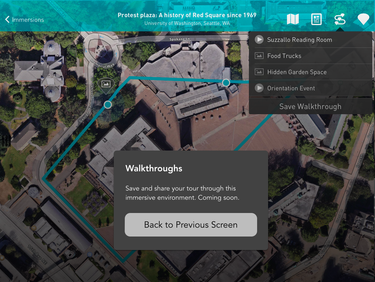 Immersions
Protest plaza: A history of Red Square since 1969
University of Washington, Seattle, WA
Suzzallo Reading Room
Food Trucks
Hidden Garden Space
Orientation Event
Save Walkthrough
Walkthroughs
Save and share your tour through this
immersive environment. Coming soon.
Back to Previous Screen